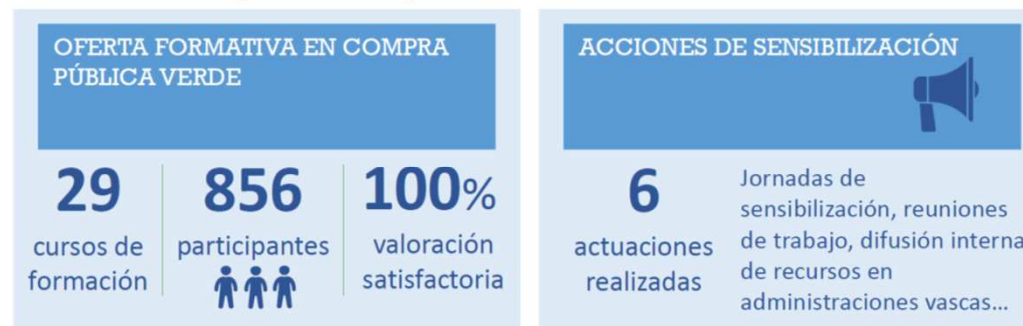 OFERTA FORMATIVA EN COMPRA
PÚBLICA VERDE
29
cursos de
formación
856
participantes
100%
valoración
satisfactoria
ACCIONES DE SENSIBILIZACIÓN
6
actuaciones
realizadas
Jornadas de
sensibilización, reuniones
de trabajo, difusión interna
de recursos en
administraciones vascas...